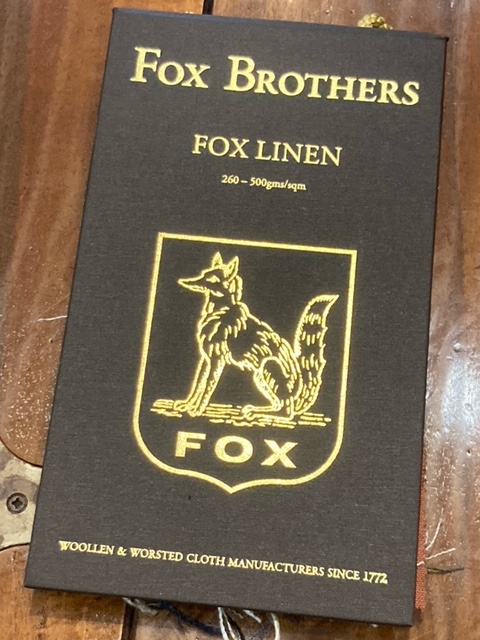 FOX BROTHERS
FOX LINEN
260 – 500gms/sqm
FOX
WOOLLEN & WORSTED CLOTH MANUFACTURERS SINCE 1772